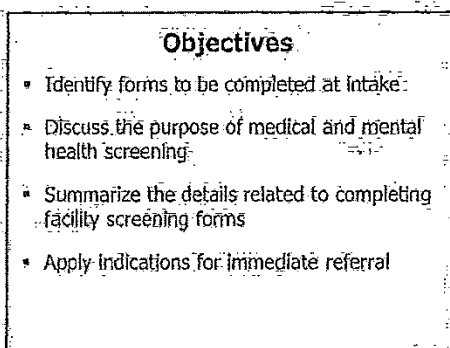 Objectives
• Identify forms to be completed at intake
• Discuss the purpose of medical and mental
health screening
• Summarize the details related to completing
facility screening forms
• Apply indications for immediate referral